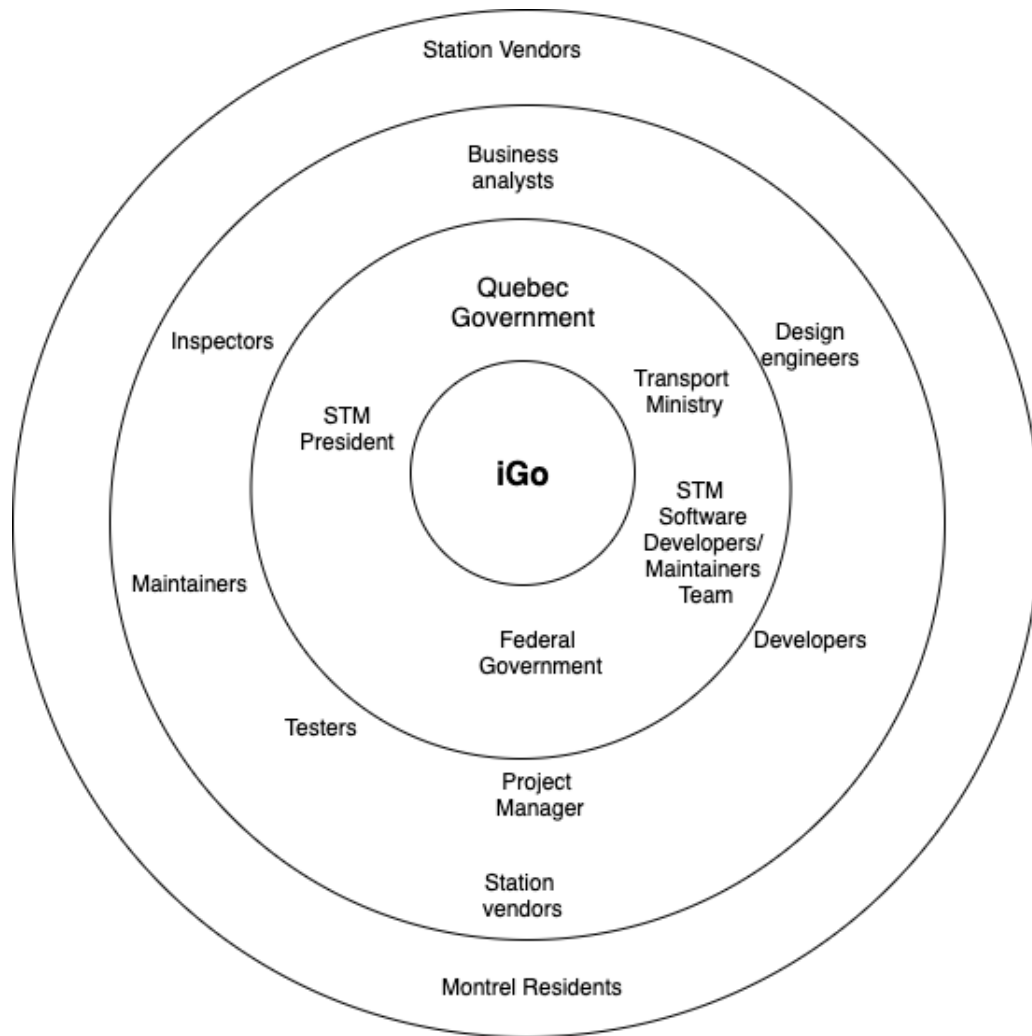 Station Vendors
Business
analysts
Quebec
Government
Inspectors
Design
engineers
Transport
Ministry
STM
President
iGo
STM
Software
Developers/
Maintainers
Team
Maintainers
Federal
Government
Developers
Testers
Project
Manager
Station
vendors
Montrel Residents